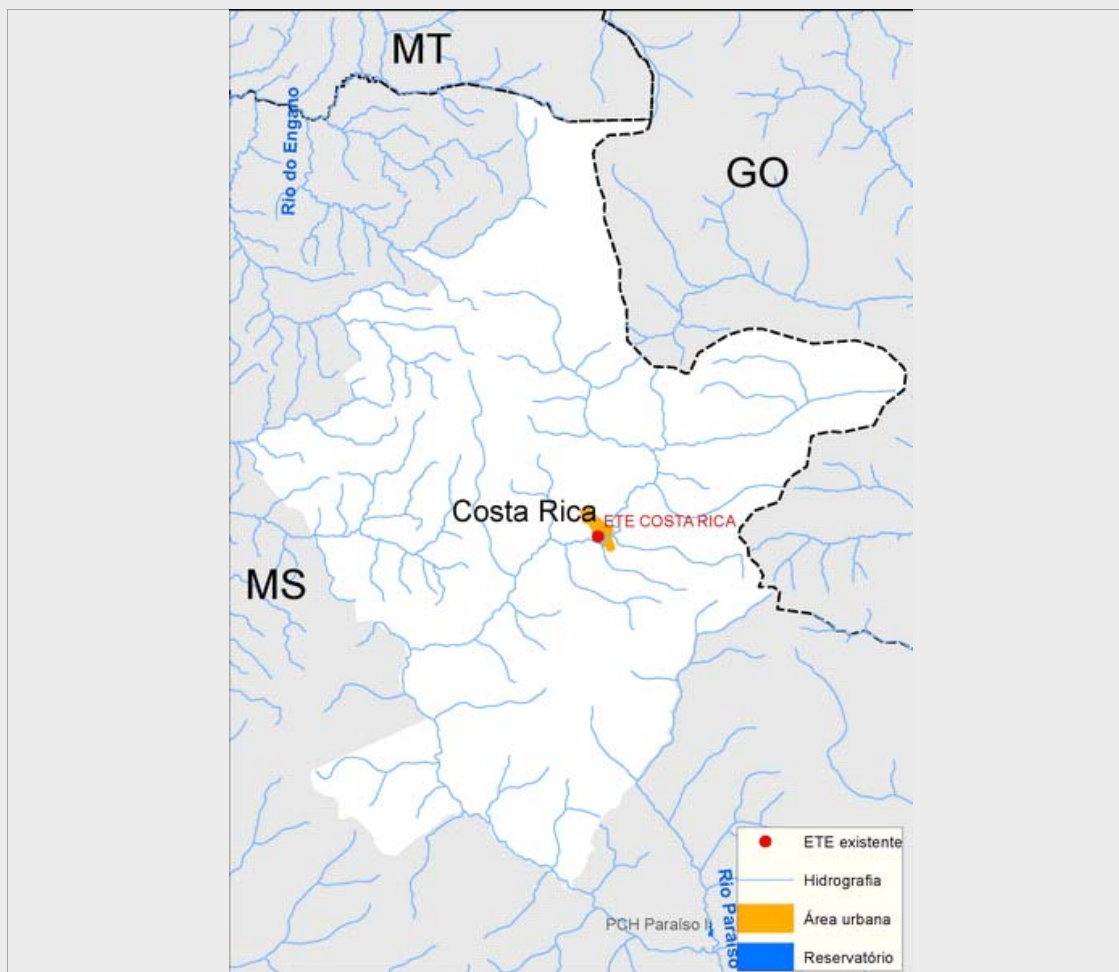 MT
Rio do Engano
GO
Costa Rica
ETE COSTA RICA
MS
ETE existente
Hidrografia
Área urbana
Reservatório
Rio Paraíso
PCH Paraíso II